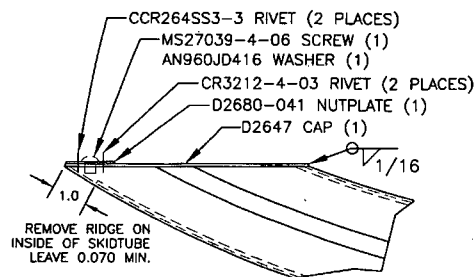 CCR264SS3-3 RIVET (2 PLACES)
MS27039-4-06 SCREW (1)
AN960JD416 WASHER (1)
CR3212-4-03 RIVET (2 PLACES)
D2680-041 NUTPLATE (1)
D2647 CAP (1)
1/16
1.0
REMOVE RIDGE ON
INSIDE OF SKIDTUBE
LEAVE 0.070 MIN.